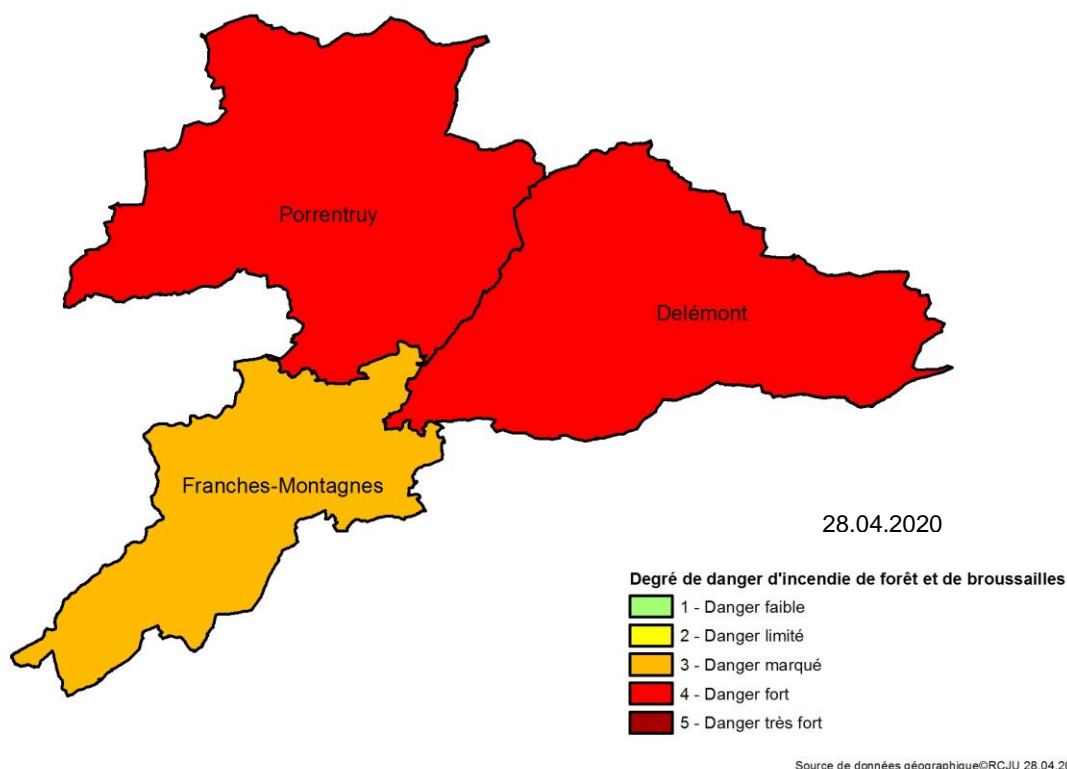 Porrentruy
Delémont
Franches-Montagnes
28.04.2020
Degré de danger d'incendie de forêt et de broussailles
1 - Danger faible
2 - Danger limité
3 - Danger marqué
4 - Danger fort
5 - Danger très fort
Source de données géographique©RCJU 28.04.20